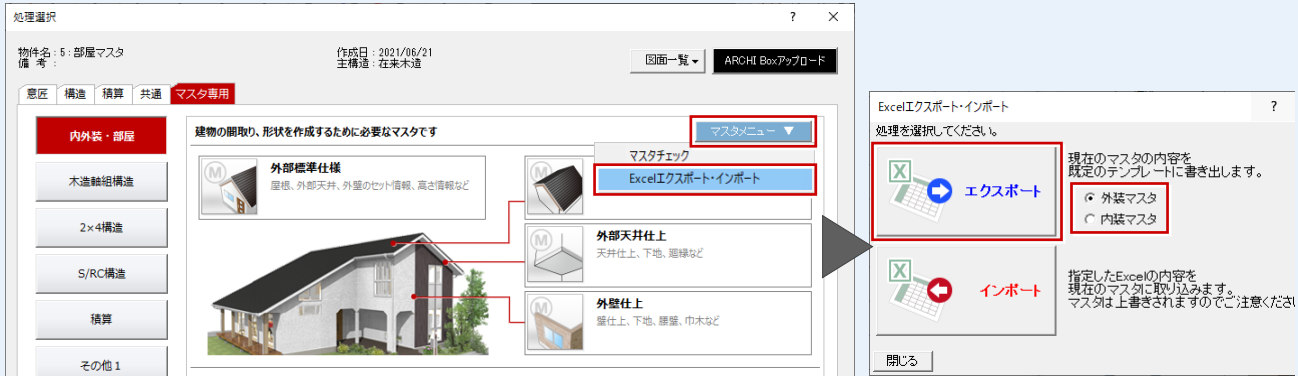 処理選択
?
×
物件名:5:部屋マスタ
備 考:
作成日:2021/06/21
主構造:在来木造
図面一覧▼
ARCHI Boxアップロード
意匠
構造
積算
共通
マスタ専用
内外装・部屋
木造軸組構造
2×4構造
S/RC構造
積算
その他1
建物の間取り、形状を作成するために必要なマスタです
マスタメニュー ▼
マスタチェック
Excelエクスポート・インポート
M
外部標準仕様
屋根、外部天井、外壁のセット情報、高さ情報など
M
M
外部天井仕上
天井仕上、下地、廻縁など
M
外壁仕上
壁仕上、下地、腰壁、巾木など
Excelエクスポート・インポート
?
処理を選択してください。
エクスポート
現在のマスタの内容を
既定のテンプレートに書き出します。
外装マスタ
内装マスタ
インポート
指定したExcelの内容を
現在のマスタに取り込みます。
マスタは上書きされますのでご注意くださ
閉じる